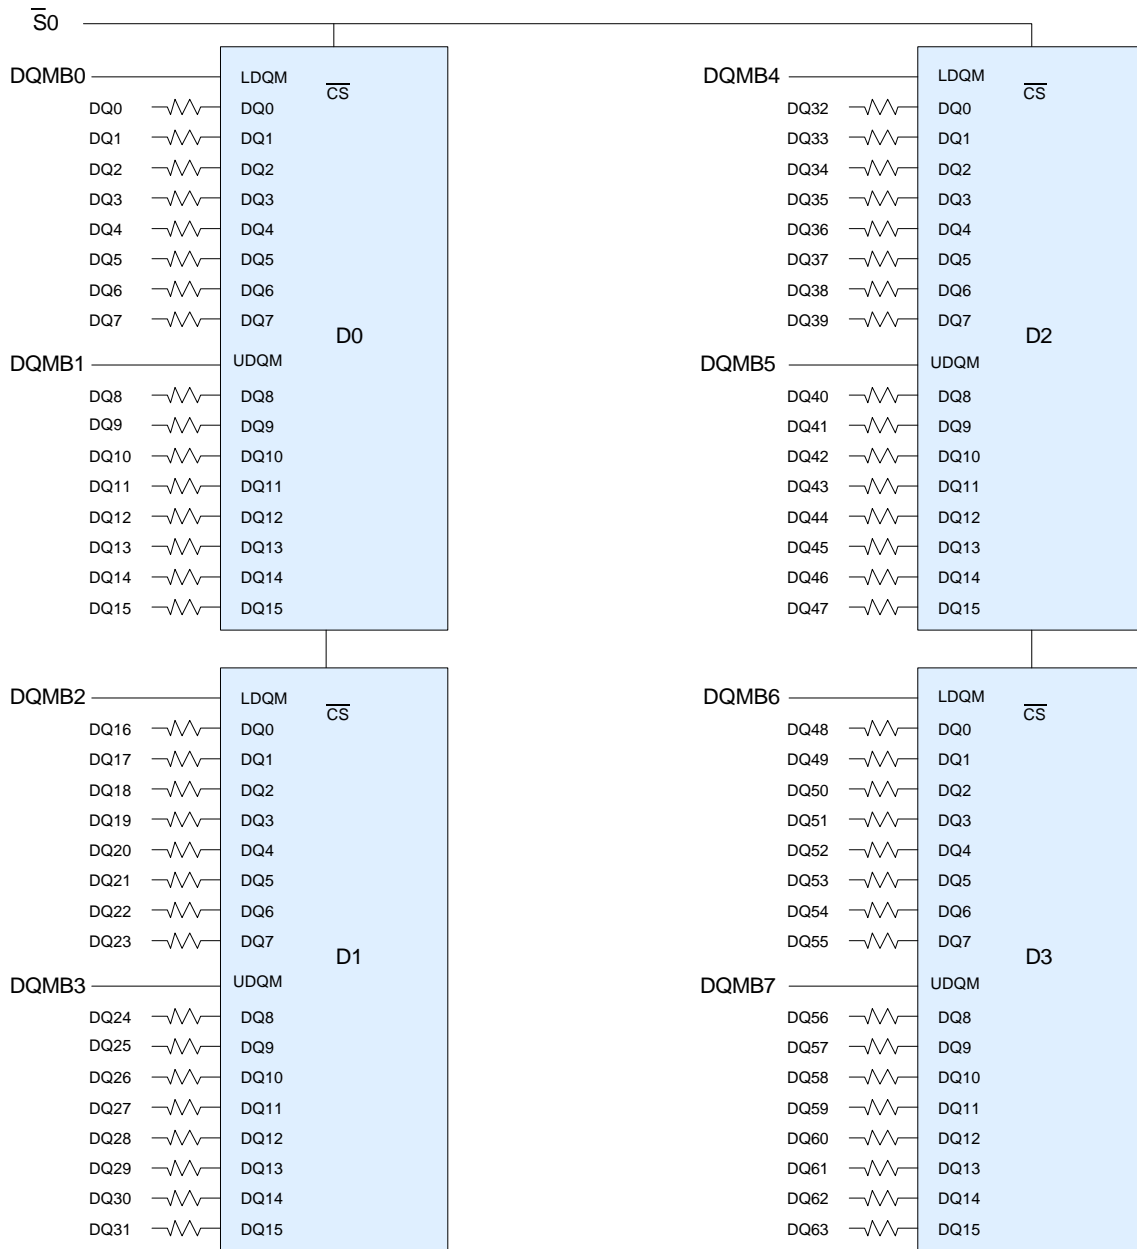 S̅0
DQMB0 LDQM
C̅S̅
DQ0 DQ0
DQ1 DQ1
DQ2 DQ2
DQ3 DQ3
DQ4 DQ4
DQ5 DQ5
DQ6 DQ6
DQ7 DQ7
D0
DQMB1 UDQM
DQ8 DQ8
DQ9 DQ9
DQ10 DQ10
DQ11 DQ11
DQ12 DQ12
DQ13 DQ13
DQ14 DQ14
DQ15 DQ15
DQMB4 LDQM
C̅S̅
DQ32 DQ0
DQ33 DQ1
DQ34 DQ2
DQ35 DQ3
DQ36 DQ4
DQ37 DQ5
DQ38 DQ6
DQ39 DQ7
D2
DQMB5 UDQM
DQ40 DQ8
DQ41 DQ9
DQ42 DQ10
DQ43 DQ11
DQ44 DQ12
DQ45 DQ13
DQ46 DQ14
DQ47 DQ15
DQMB2 LDQM
C̅S̅
DQ16 DQ0
DQ17 DQ1
DQ18 DQ2
DQ19 DQ3
DQ20 DQ4
DQ21 DQ5
DQ22 DQ6
DQ23 DQ7
D1
DQMB3 UDQM
DQ24 DQ8
DQ25 DQ9
DQ26 DQ10
DQ27 DQ11
DQ28 DQ12
DQ29 DQ13
DQ30 DQ14
DQ31 DQ15
DQMB6 LDQM
C̅S̅
DQ48 DQ0
DQ49 DQ1
DQ50 DQ2
DQ51 DQ3
DQ52 DQ4
DQ53 DQ5
DQ54 DQ6
DQ55 DQ7
D3
DQMB7 UDQM
DQ56 DQ8
DQ57 DQ9
DQ58 DQ10
DQ59 DQ11
DQ60 DQ12
DQ61 DQ13
DQ62 DQ14
DQ63 DQ15